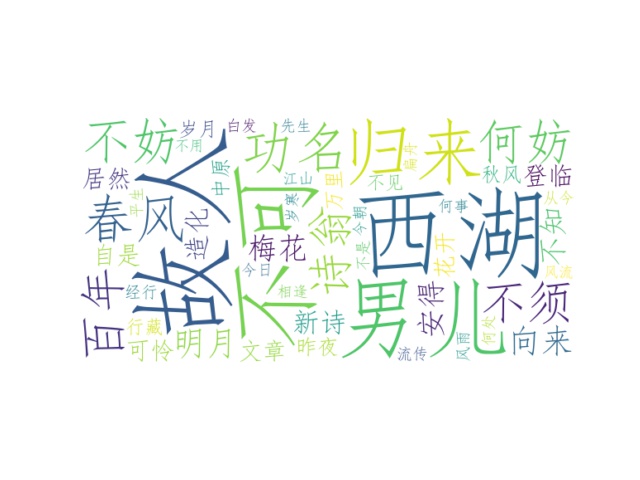 不妨
岁月
白发
先生
功名
归来
何妨
不用
中原
江山
不见
秋风
登临
居然
平生
故人
不可
西湖
岁寒
万里
春风
造化
梅花
诗翁
不是
今朝
何事
从今
不知
自是
今日
花开
风流
百年
经行
相逢
男儿
安得
不须
行藏
新诗
何处
可怜
明月
文章
昨夜
流传
风雨
向来